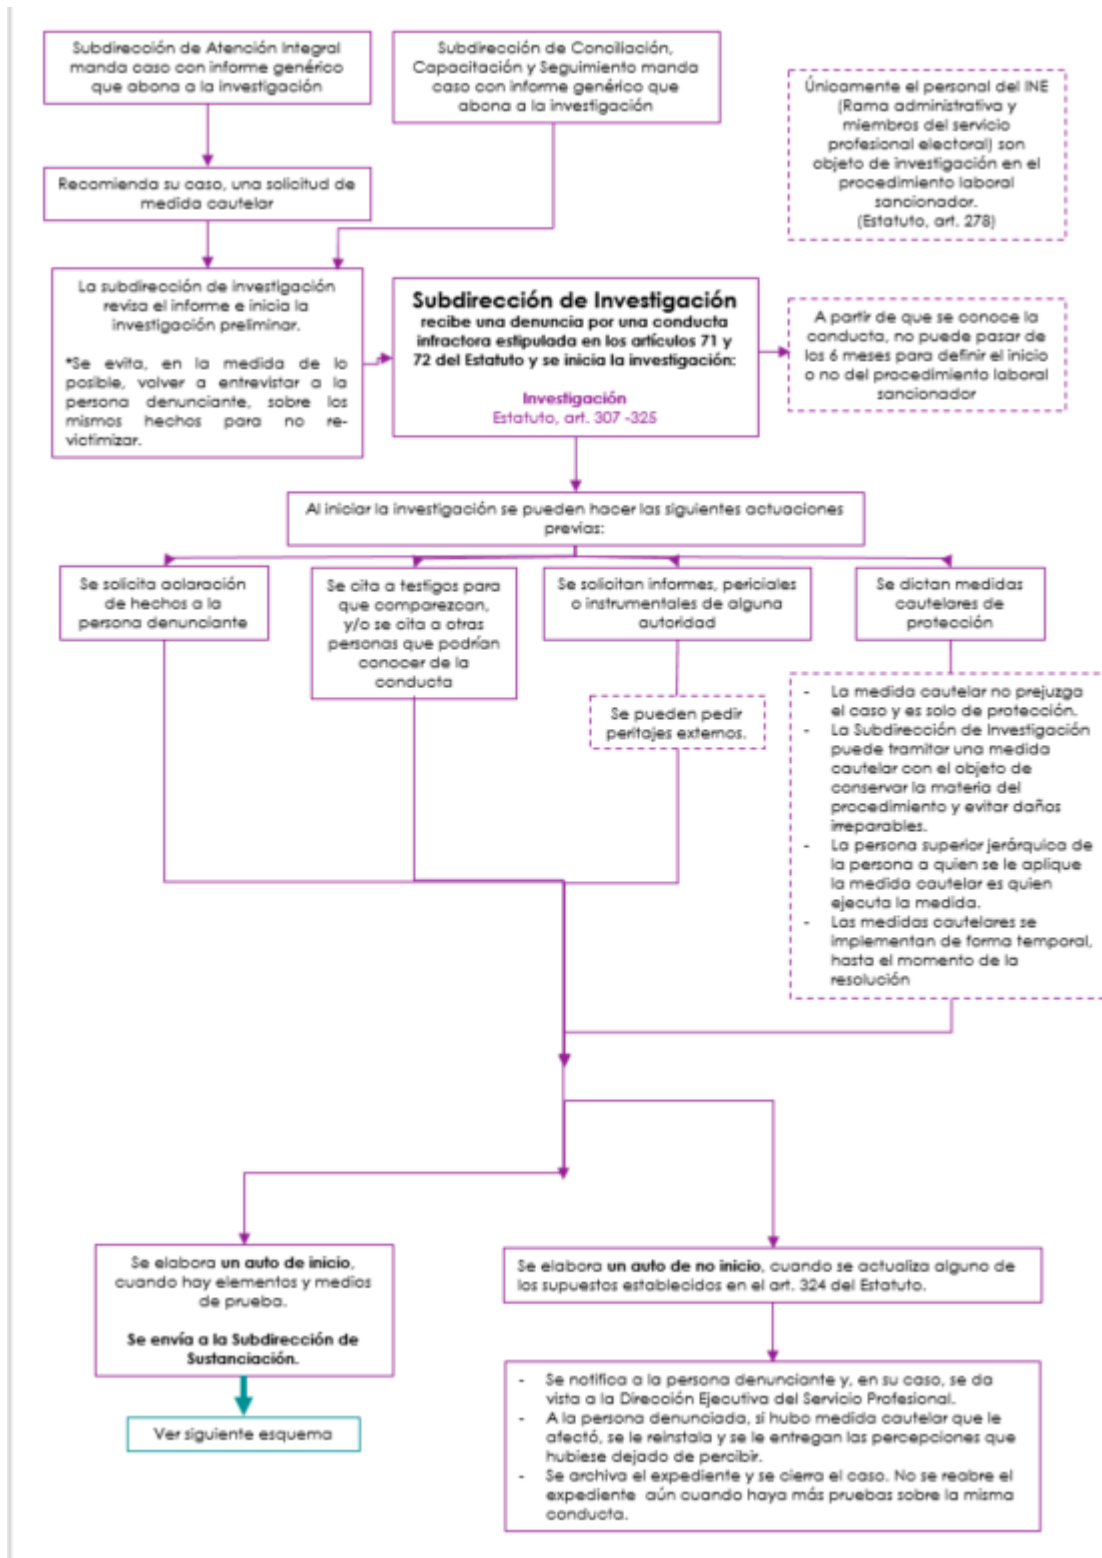 Subdirección de Atención Integral
manda caso con informe genérico
que abona a la investigación
Subdirección de Conciliación,
Capacitación y Seguimiento manda
caso con informe genérico que
abona a la investigación
Únicamente el personal del INE
(Rama administrativa y
miembros del servicio
profesional electoral) son
objeto de investigación en el
procedimiento laboral
sancionador.
(Estatuto, art. 278)
Recomienda su caso, una solicitud de
medida cautelar
La subdirección de investigación
revisa el informe e inicia la
investigación preliminar.
*Se evita, en la medida de lo
posible, volver a entrevistar a la
persona denunciante, sobre los
mismos hechos para no re-
victimizar.
Subdirección de Investigación
recibe una denuncia por una conducta
infractora estipulada en los artículos 71 y
72 del Estatuto y se inicia la investigación:
Investigación
Estatuto, art. 307 -325
A partir de que se conoce la
conducta, no puede pasar de
los 6 meses para definir el inicio
o no del procedimiento laboral
sancionador
Al iniciar la investigación se pueden hacer las siguientes actuaciones
previas:
Se solicita aclaración
de hechos a la
persona denunciante
Se cita a testigos para
que comparezcan,
y/o se cita a otras
personas que podrían
conocer de la
conducta
Se solicitan informes, periciales
o instrumentales de alguna
autoridad
Se dictan medidas
cautelares de
protección
Se pueden pedir
peritajes externos.
- La medida cautelar no prejuzga
el caso y es solo de protección.
- La Subdirección de Investigación
puede tramitar una medida
cautelar con el objeto de
conservar la materia del
procedimiento y evitar daños
irreparables.
- La persona superior jerárquica de
la persona a quien se le aplique
la medida cautelar es quien
ejecuta la medida.
- Las medidas cautelares se
implementan de forma temporal,
hasta el momento de la
resolución
Se elabora un auto de inicio,
cuando hay elementos y medios
de prueba.
Se envía a la Subdirección de
Sustanciación.
Ver siguiente esquema
Se elabora un auto de no inicio, cuando se actualiza alguno de
los supuestos establecidos en el art. 324 del Estatuto.
- Se notifica a la persona denunciante y, en su caso, se da
vista a la Dirección Ejecutiva del Servicio Profesional.
- A la persona denunciada, sí hubo medida cautelar que le
afectó, se le reinstala y se le entregan las percepciones que
hubiese dejado de percibir.
- Se archiva el expediente y se cierra el caso. No se reabre el
expediente aún cuando haya más pruebas sobre la misma
conducta.